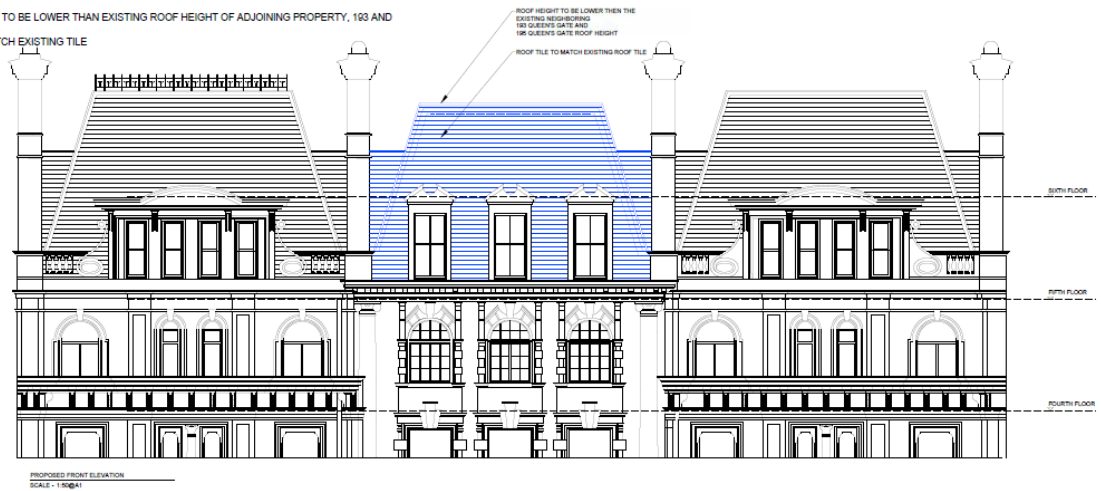 TO BE LOWER THAN EXISTING ROOF HEIGHT OF ADJOINING PROPERTY, 193 AND
TCH EXISTING TILE
ROOF HEIGHT TO BE LOWER THEN THE
EXISTING NEIGHBORING
193 QUEEN'S GATE AND
196 QUEEN'S GATE ROOF HEIGHT
ROOF TILE TO MATCH EXISTING ROOF TILE
SIXTH FLOOR
FIFTH FLOOR
FOURTH FLOOR
PROPOSED FRONT ELEVATION
SCALE - 1:50@A1